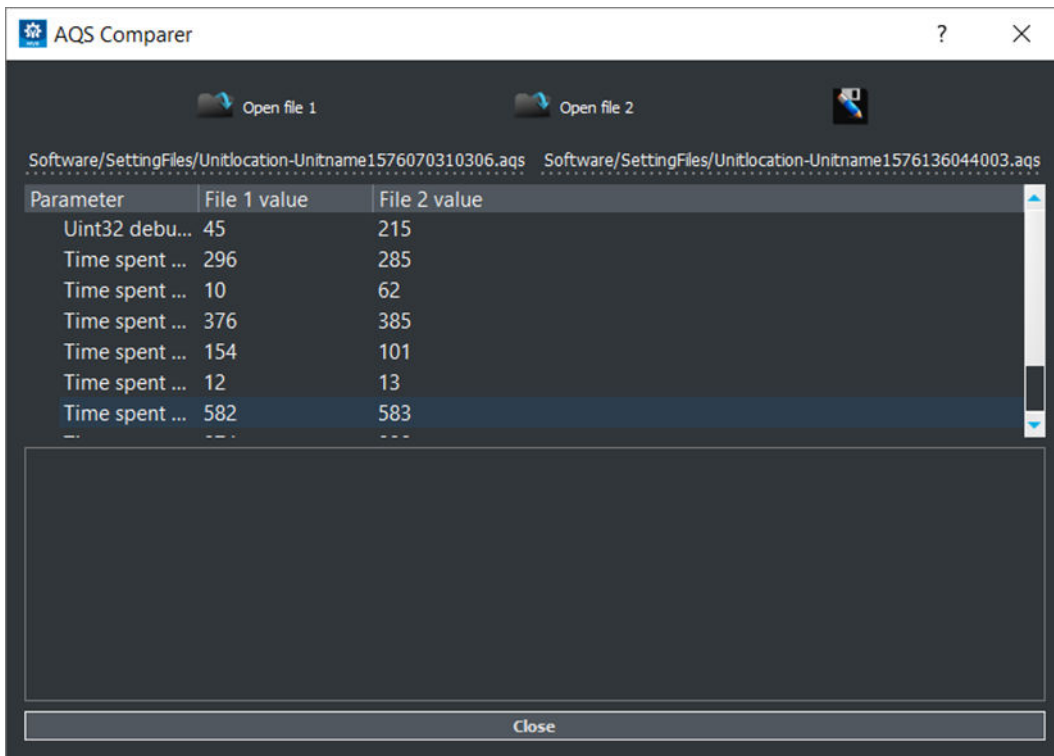 AQS Comparer ?
Open file 1 Open file 2
Software/SettingFiles/Unitlocation-Unitname1576070310306.aqs Software/SettingFiles/Unitlocation-Unitname1576136044003.aqs
Parameter File 1 value File 2 value
Uint32 debu... 45 215
Time spent ... 296 285
Time spent ... 10 62
Time spent ... 376 385
Time spent ... 154 101
Time spent ... 12 13
Time spent ... 582 583
Close